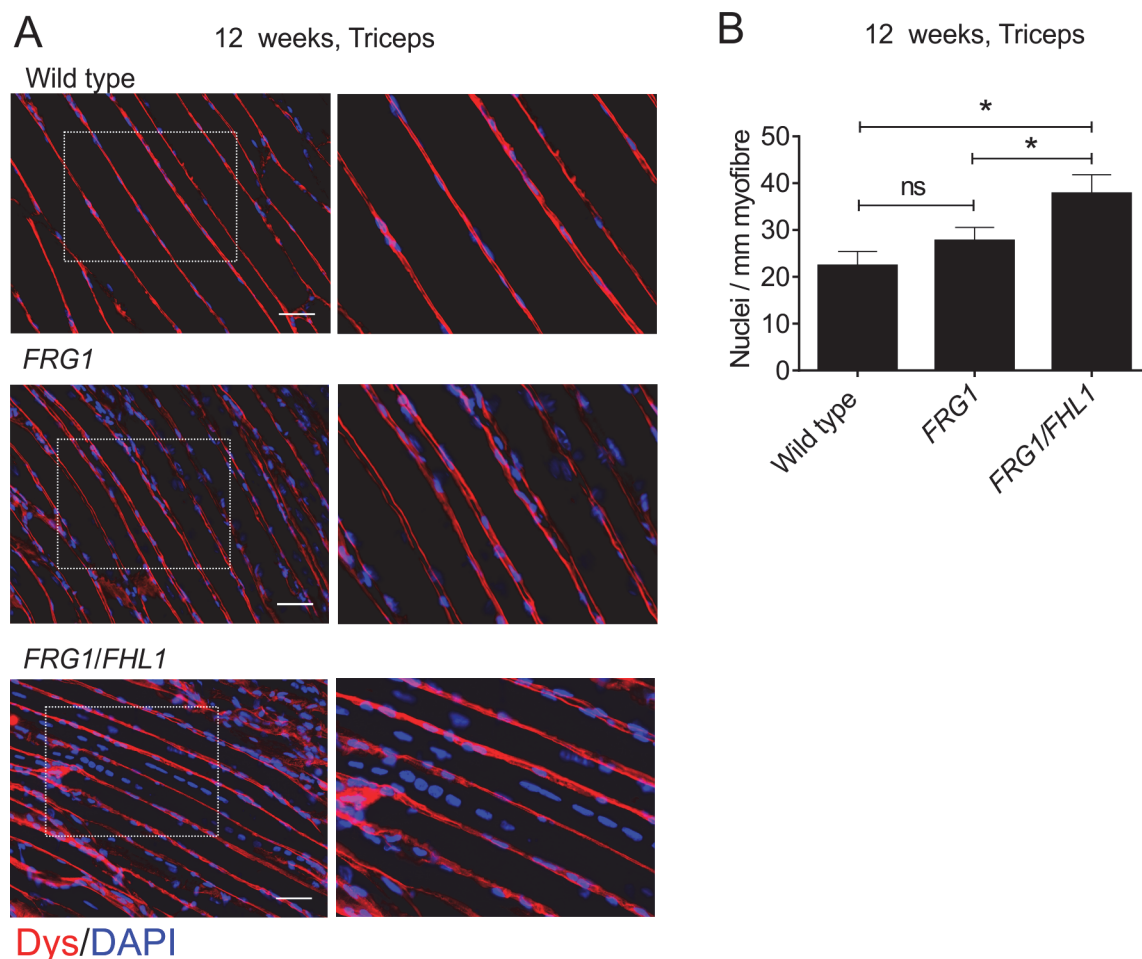 A
12 weeks, Triceps
Wild type
FRG1
FRG1/FHL1
Dys/DAPI
B
12 weeks, Triceps
*
*
ns
Nuclei / mm myofibre
50
40
30
20
10
0
Wild type
FRG1
FRG1/FHL1